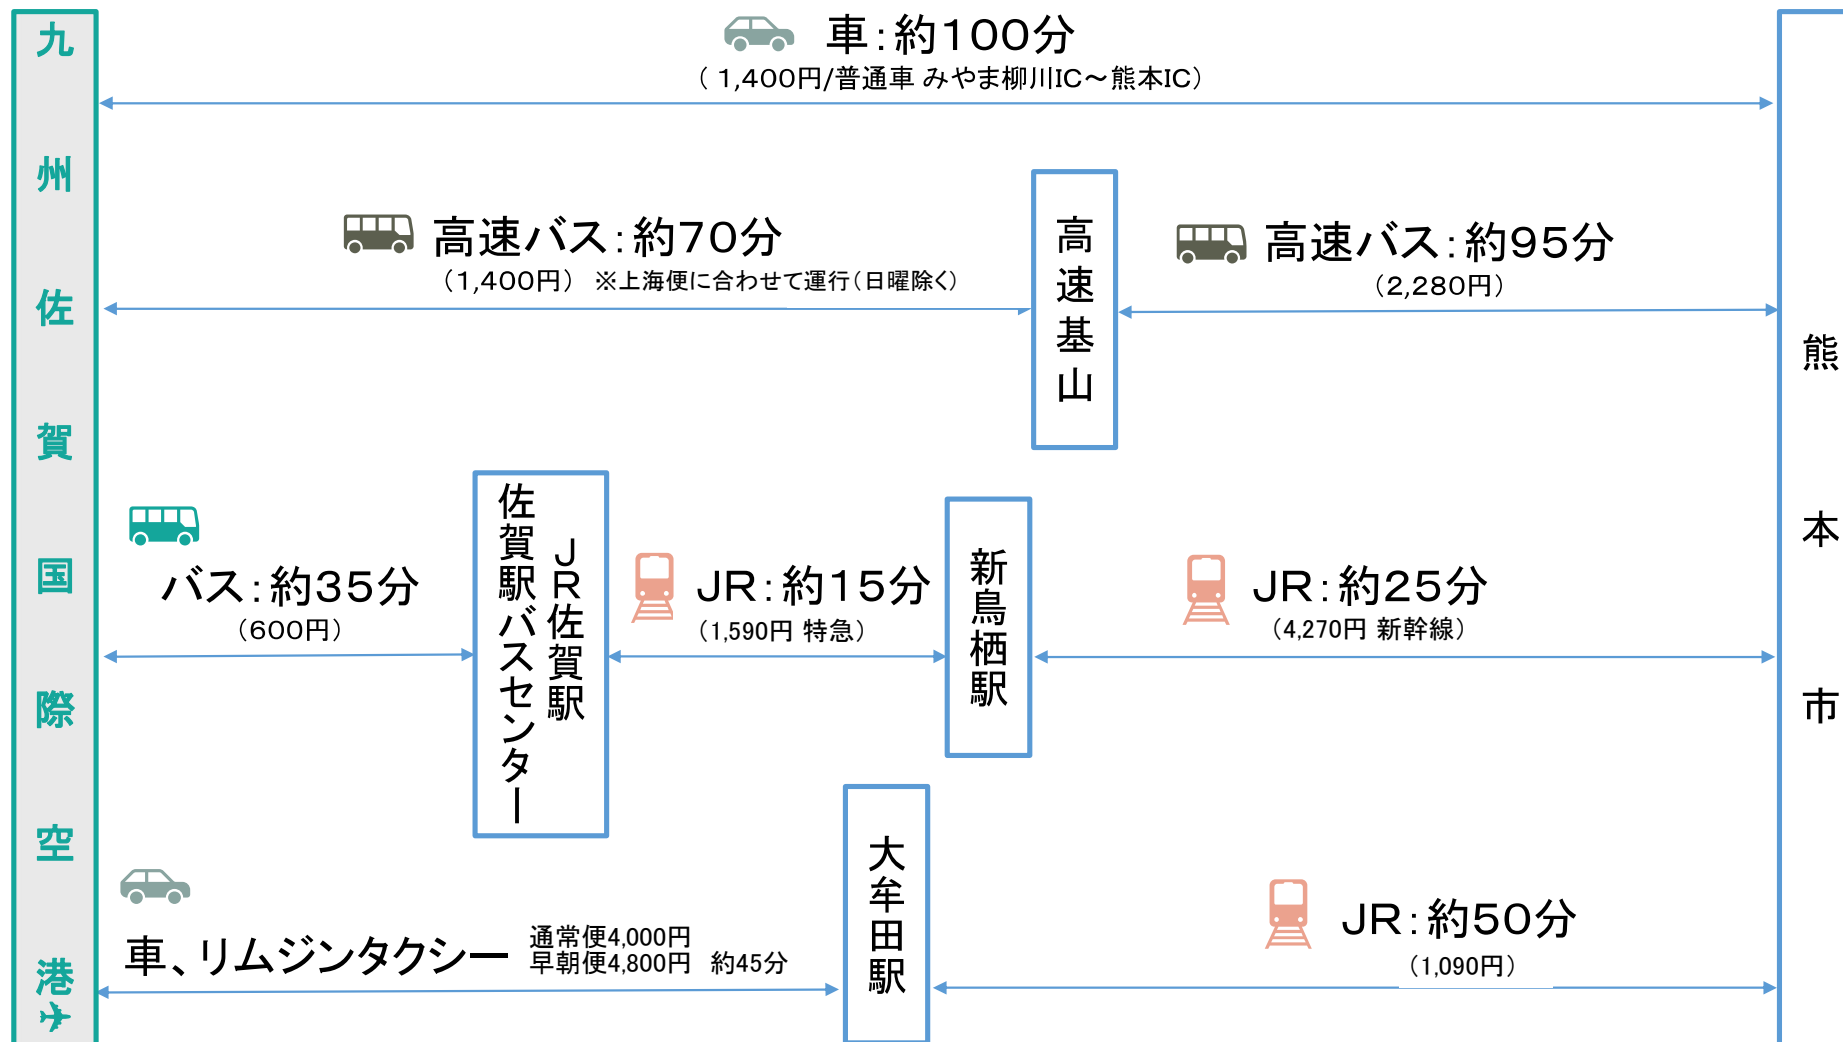 九州佐賀国際空港
車：約100分
（ 1,400円/普通車 みやま柳川IC～熊本IC）
高速バス：約70分
（1,400円） ※上海便に合わせて運行（日曜除く）
高速基山
高速バス：約95分
（2,280円）
熊本市
バス：約35分
（600円）
ＪＲ佐賀駅
佐賀駅バスセンター
JR：約15分
（1,590円 特急）
新鳥栖駅
JR：約25分
（4,270円 新幹線）
車、リムジンタクシー
通常便4,000円
早朝便4,800円 約45分
大牟田駅
JR：約50分
（1,090円）